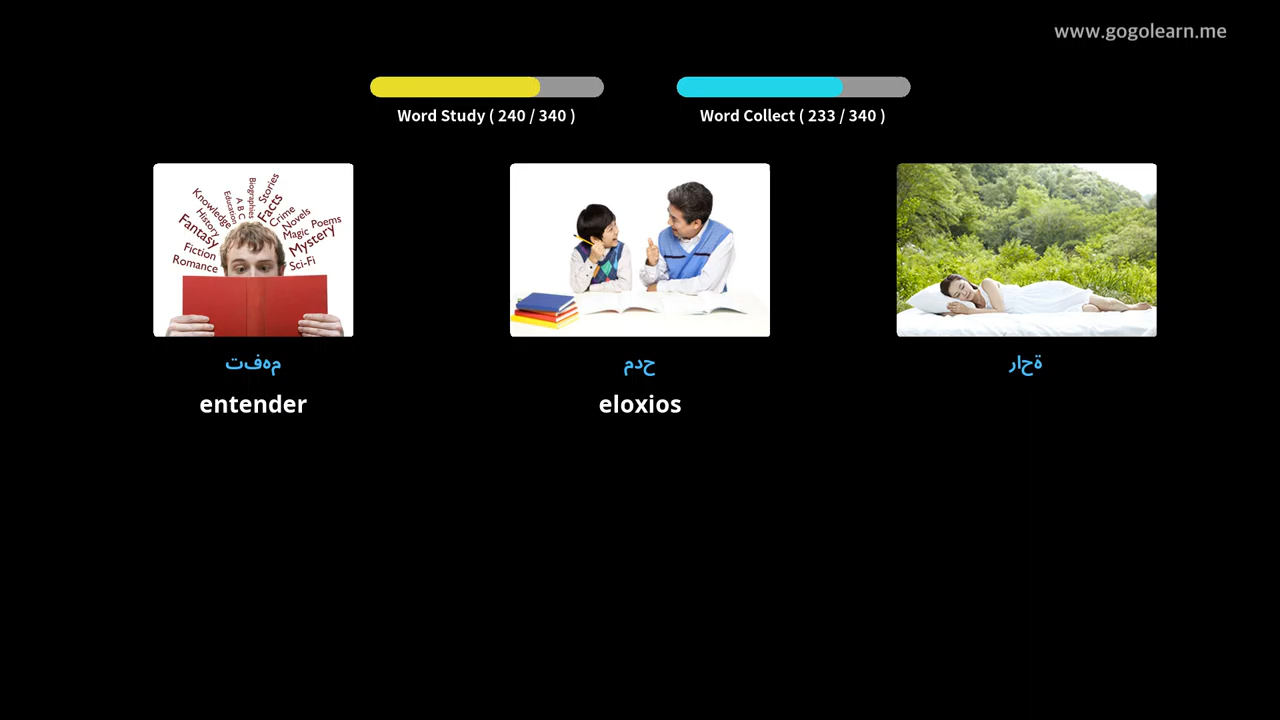 www.gogolearn.me
Word Study ( 240 / 340 )
Word Collect ( 233 / 340 )
Knowledge
History
Fantasy
Fiction
Romance
Education
A B C
Biographies
Stories
Facts
Crime
Novels
Magic
Poems
Mystery
Sci-Fi
مهفت
حدم
ةحار
entender
eloxios